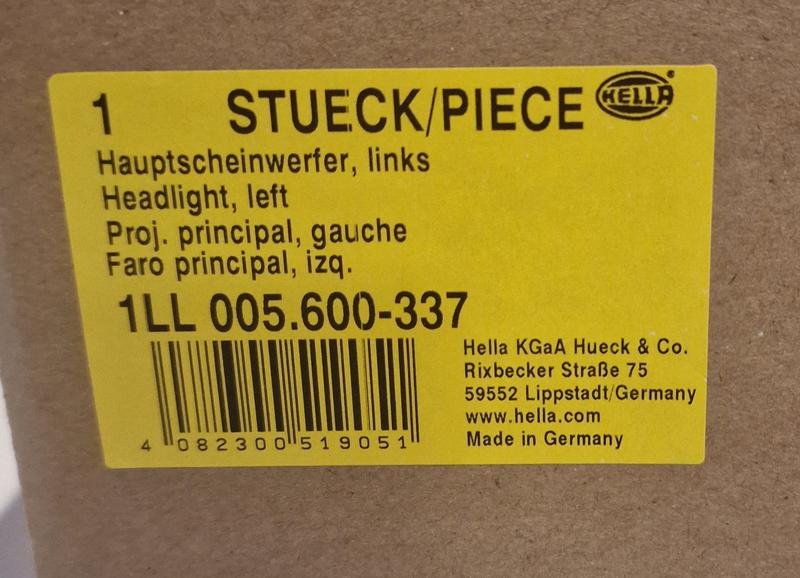 1 STUECK/PIECE HELLA®
Hauptscheinwerfer, links
Headlight, left
Proj. principal, gauche
Faro principal, izq.
1LL 005.600-337
4 082300 519051
Hella KGaA Hueck & Co.
Rixbecker Straße 75
59552 Lippstadt/Germany
www.hella.com
Made in Germany